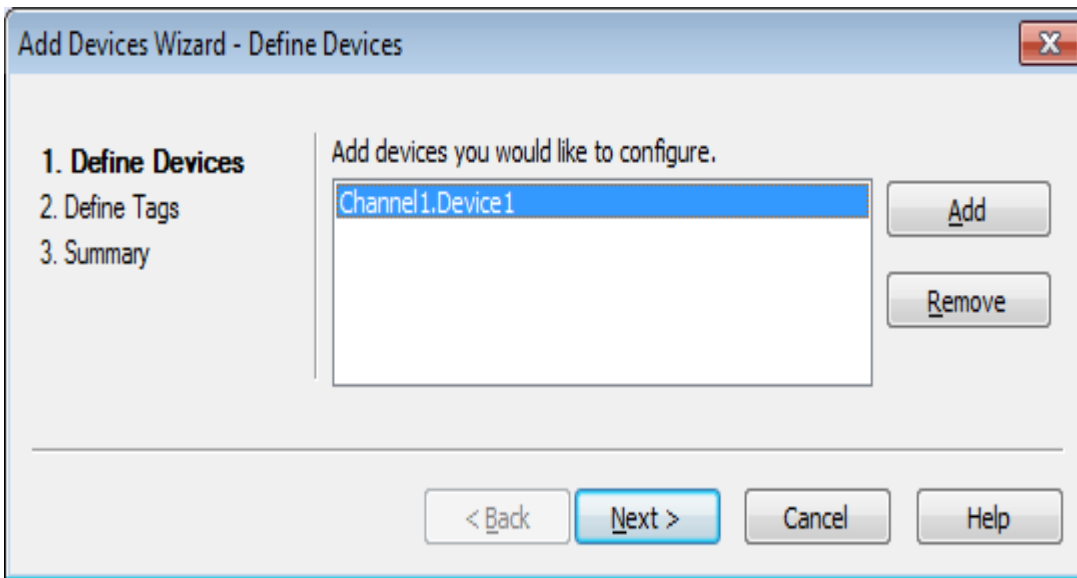 Add Devices Wizard - Define Devices
1. Define Devices
2. Define Tags
3. Summary
Add devices you would like to configure.
Channel1.Device1
Add
Remove
< Back
Next >
Cancel
Help